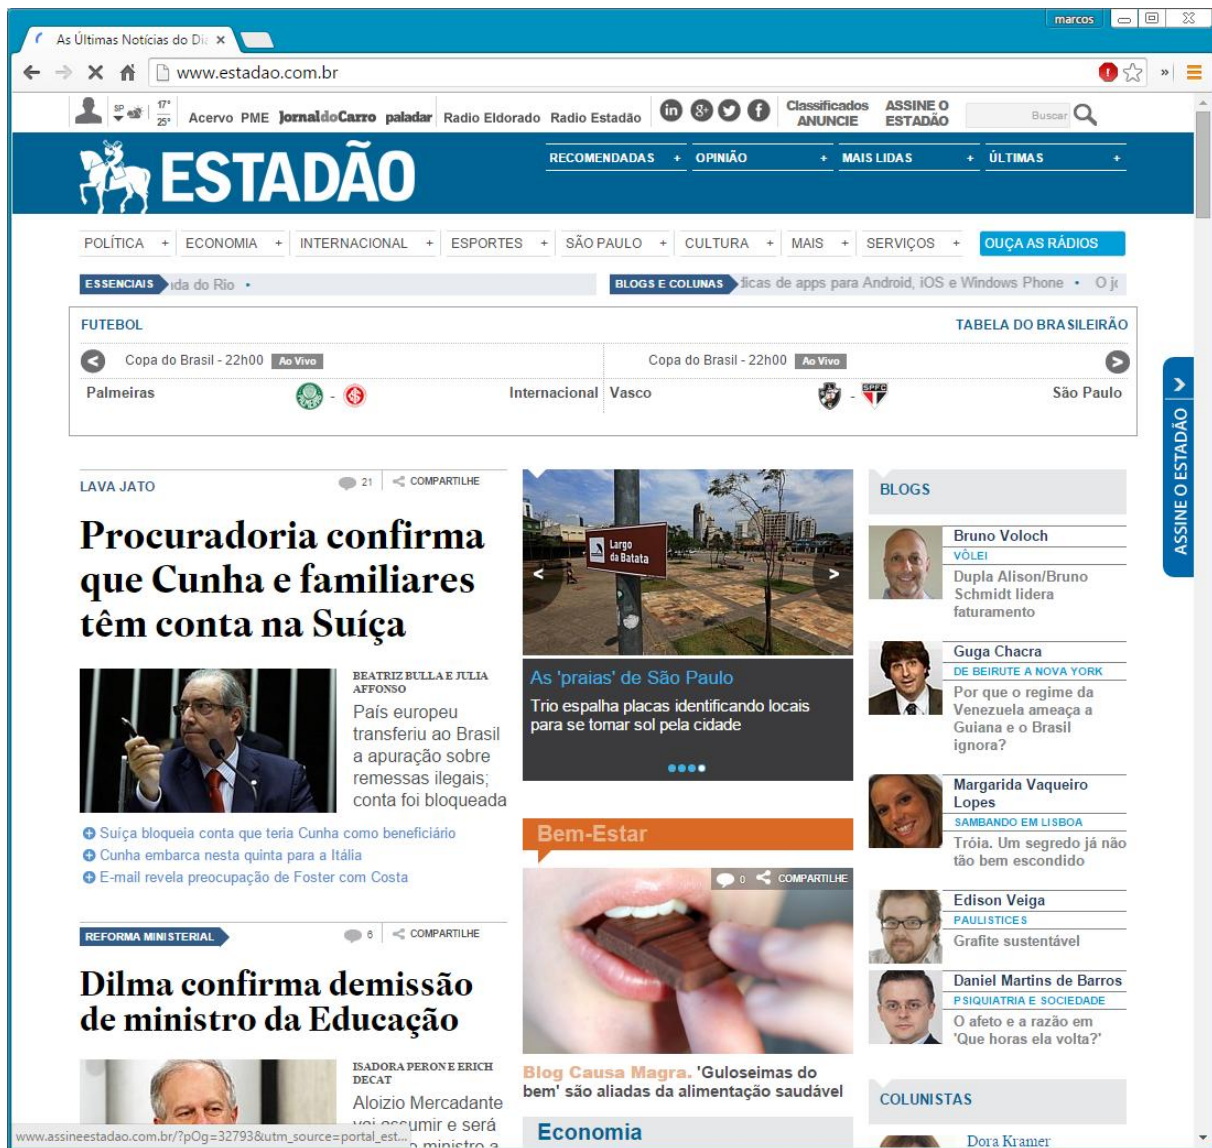 marcos
As Últimas Notícias do Di
www.estadao.com.br
SP 17° 25° Acervo PME JornaldoCarro paladar Radio Eldorado Radio Estadão Classificados ANUNCIE ASSINE O ESTADÃO Buscar
ESTADÃO
RECOMENDADAS + OPINIÃO + MAIS LIDAS + ÚLTIMAS +
POLÍTICA + ECONOMIA + INTERNACIONAL + ESPORTES + SÃO PAULO + CULTURA + MAIS + SERVIÇOS + OUÇA AS RÁDIOS
ESSENCIAIS da do Rio • BLOGS E COLUNAS dicas de apps para Android, iOS e Windows Phone • O
FUTEBOL TABELA DO BRASILEIRÃO
Copa do Brasil - 22h00 Ao Vivo Copa do Brasil - 22h00 Ao Vivo
Palmeiras - Internacional Vasco - São Paulo
ASSINE O ESTADÃO
LAVA JATO 21 COMPARTILHE
Procuradoria confirma
que Cunha e familiares
têm conta na Suíça
BEATRIZ BULLA E JULIA
AFFONSO
País europeu
transferiu ao Brasil
a apuração sobre
remessas ilegais;
conta foi bloqueada
Suíça bloqueia conta que teria Cunha como beneficiário
Cunha embarca nesta quinta para a Itália
E-mail revela preocupação de Foster com Costa
REFORMA MINISTERIAL 6 COMPARTILHE
Dilma confirma demissão
de ministro da Educação
ISADORA PERON E ERICH
DECAT
Aloizio Mercadante
umir e será
ministro a
www.assineestadao.com.br/?pOg=32793&utm_source=portal_est...
Largo
da Batata
As 'praias' de São Paulo
Trio espalha placas identificando locais
para se tomar sol pela cidade
Bem-Estar
0 COMPARTILHE
Blog Causa Magra. 'Guloseimas do
bem' são aliadas da alimentação saudável
Economia
BLOGS
Bruno Voloch
VÔLEI
Dupla Alison/Bruno
Schmidt lidera
faturamento
Guga Chacra
DE BEIRUTE A NOVA YORK
Por que o regime da
Venezuela ameaça a
Guiana e o Brasil
ignora?
Margarida Vaqueiro
Lopes
SAMBANDO EM LISBOA
Tróia. Um segredo já não
tão bem escondido
Edison Veiga
PAULISTICES
Grafite sustentável
Daniel Martins de Barros
PSIQUIATRIA E SOCIEDADE
O afeto e a razão em
'Que horas ela volta?'
COLUNISTAS
Dora Kramer